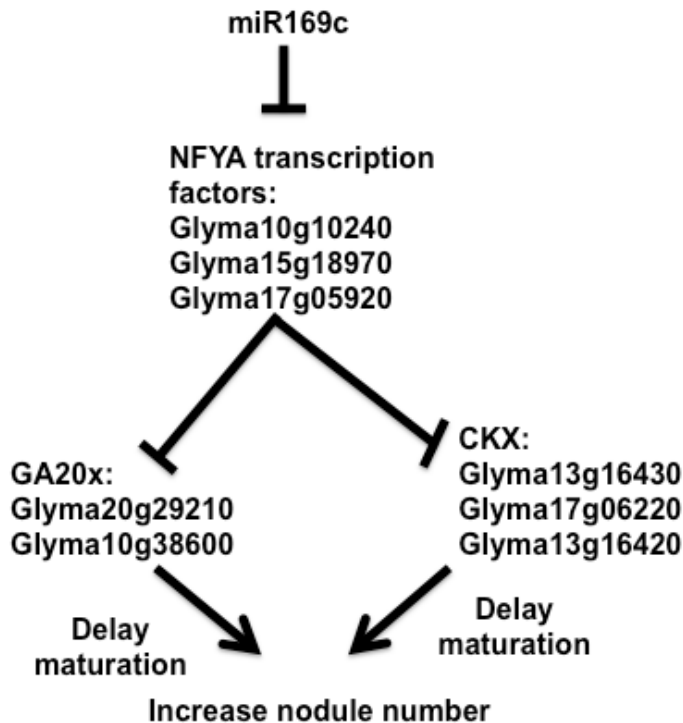 miR169c
NFYA transcription
factors:
Glyma10g10240
Glyma15g18970
Glyma17g05920
GA20x:
Glyma20g29210
Glyma10g38600
CKX:
Glyma13g16430
Glyma17g06220
Glyma13g16420
Delay
maturation
Delay
maturation
Increase nodule number